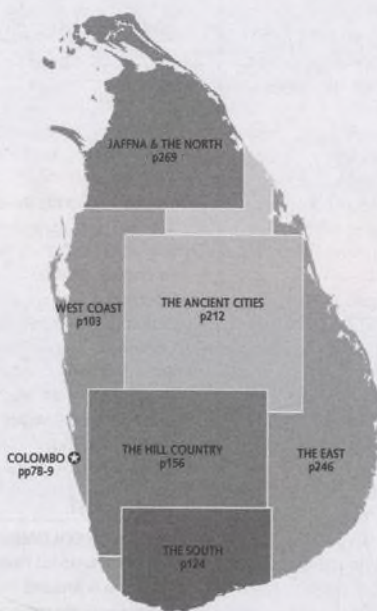 JAFFNA & THE NORTH
p269
WEST COAST
p103
THE ANCIENT CITIES
p212
COLOMBO
pp78-9
THE HILL COUNTRY
p156
THE EAST
p246
THE SOUTH
p124